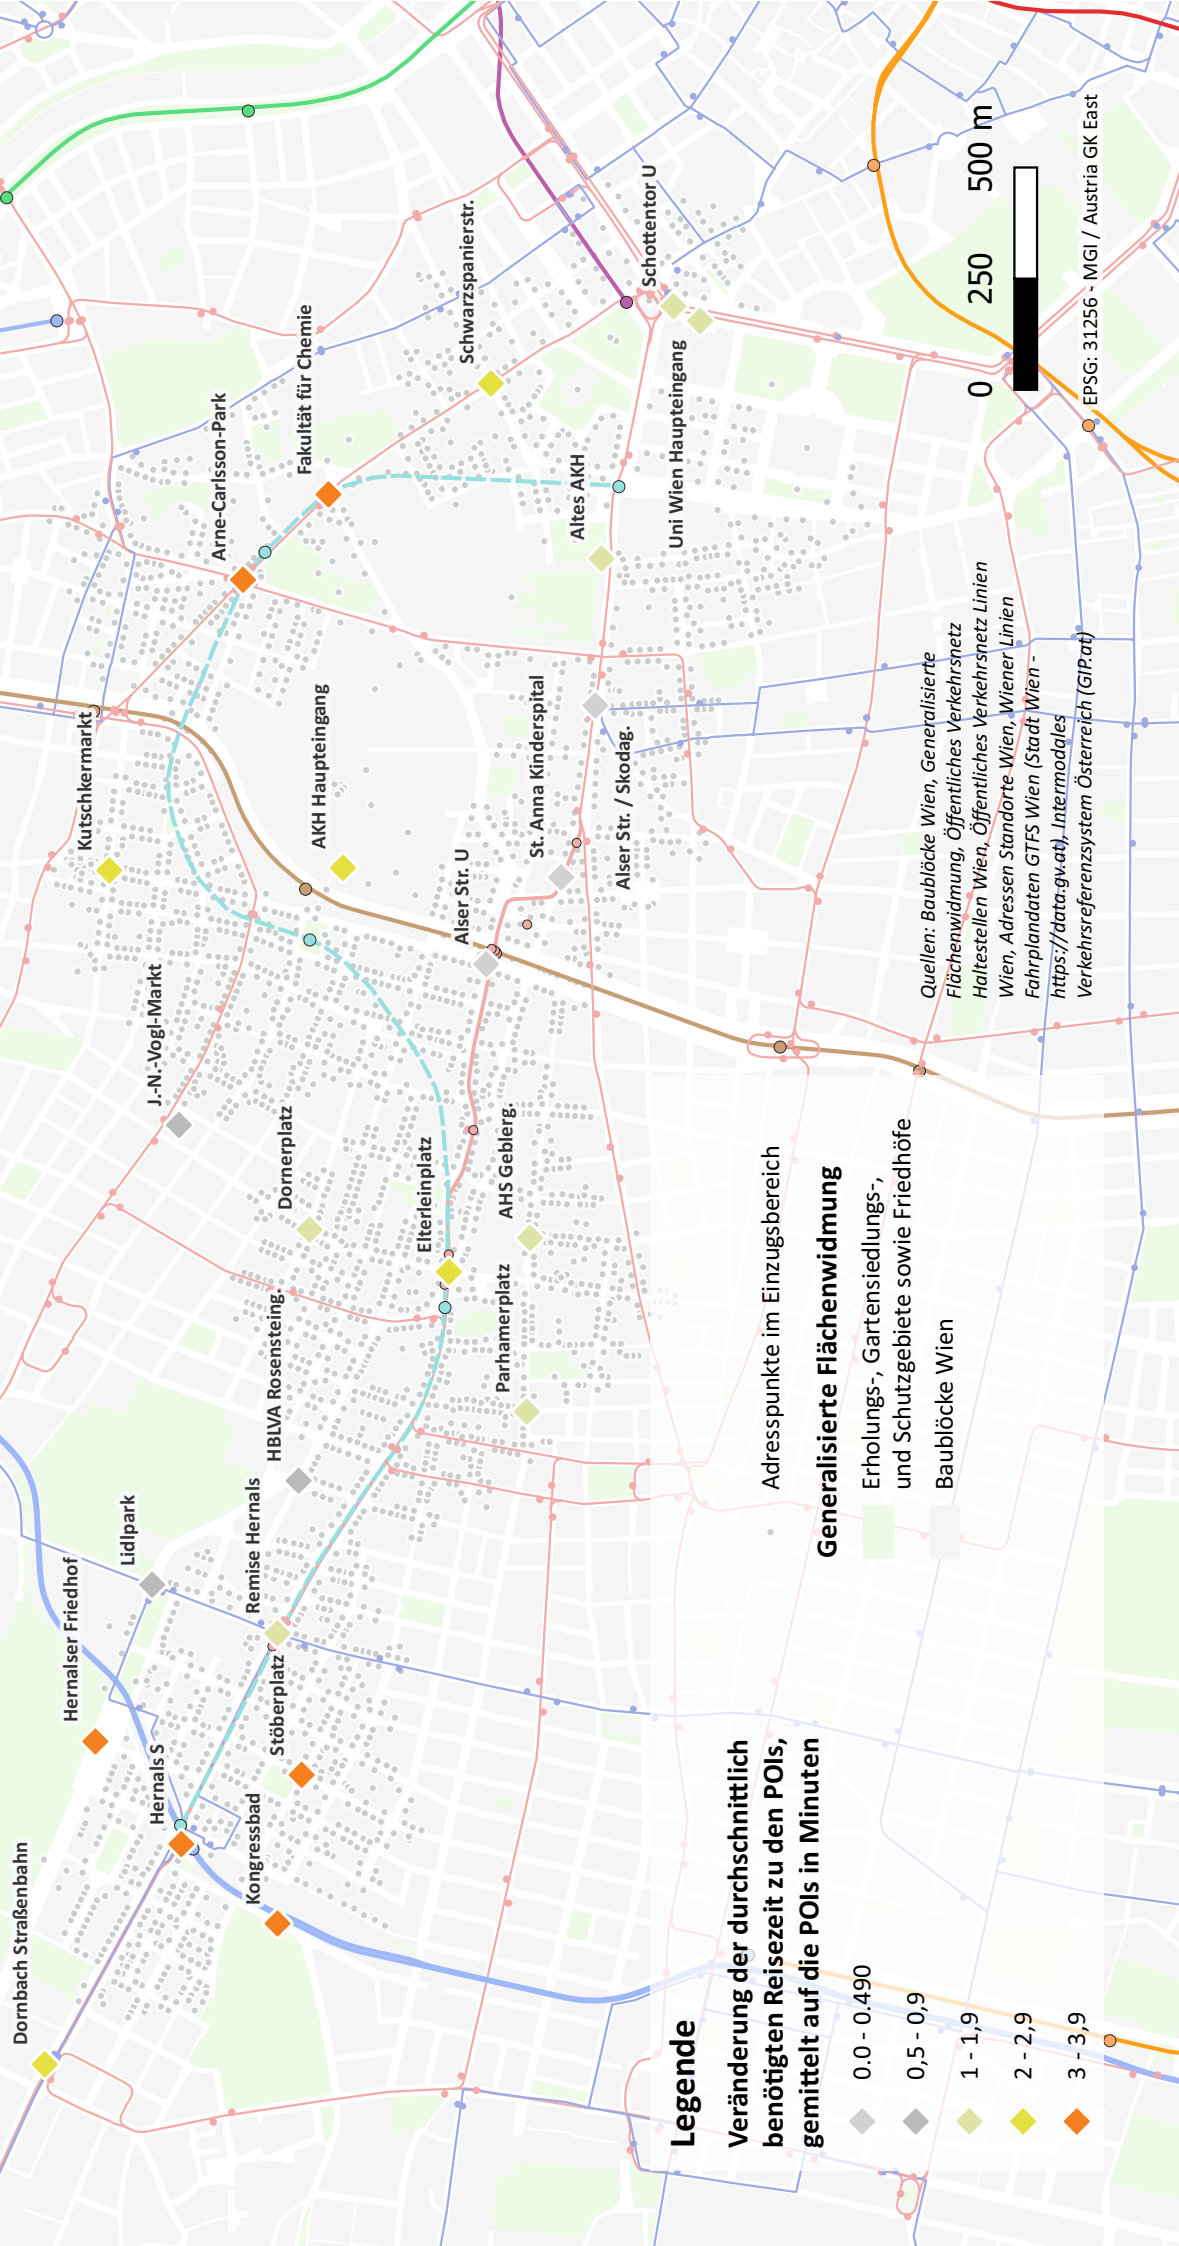 Dornbach Straßenbahn
Hernalser Friedhof
Lidlpark
Hernals S
Kongressbad
Stöberplatz
Remise Hernals
HBLVA Rosensteing.
Parhamerplatz
Elterleinplatz
AHS Geblerg.
Dornerplatz
J.-N.-Vogl-Markt
Kutschkermarkt
Alser Str. U
AKH Haupteingang
St. Anna Kinderspital
Alser Str. / Skodag.
Arne-Carlsson-Park
Fakultät für Chemie
Altes AKH
Uni Wien Haupteingang
Schwarzspanierstr.
Schottentor U
Legende
Veränderung der durchschnittlich
benötigten Reisezeit zu den POIs,
gemittelt auf die POIs in Minuten
0.0 - 0.490
0,5 - 0,9
1 - 1,9
2 - 2,9
3 - 3,9
Adresspunkte im Einzugsbereich
Generalisierte Flächenwidmung
Erholungs-, Gartensiedlungs-,
und Schutzgebiete sowie Friedhöfe
Baublöcke Wien
Quellen: Baublöcke Wien, Generalisierte
Flächenwidmung, Öffentliches Verkehrsnetz
Haltestellen Wien, Öffentliches Verkehrsnetz Linien
Wien, Adressen Standorte Wien, Wiener Linien
Fahrplandaten GTFS Wien (Stadt Wien -
https://data.gv.at), Intermodales
Verkehrsreferenzsystem Österreich (GIP.at)
0 250 500 m
EPSG: 31256 - MGI / Austria GK East